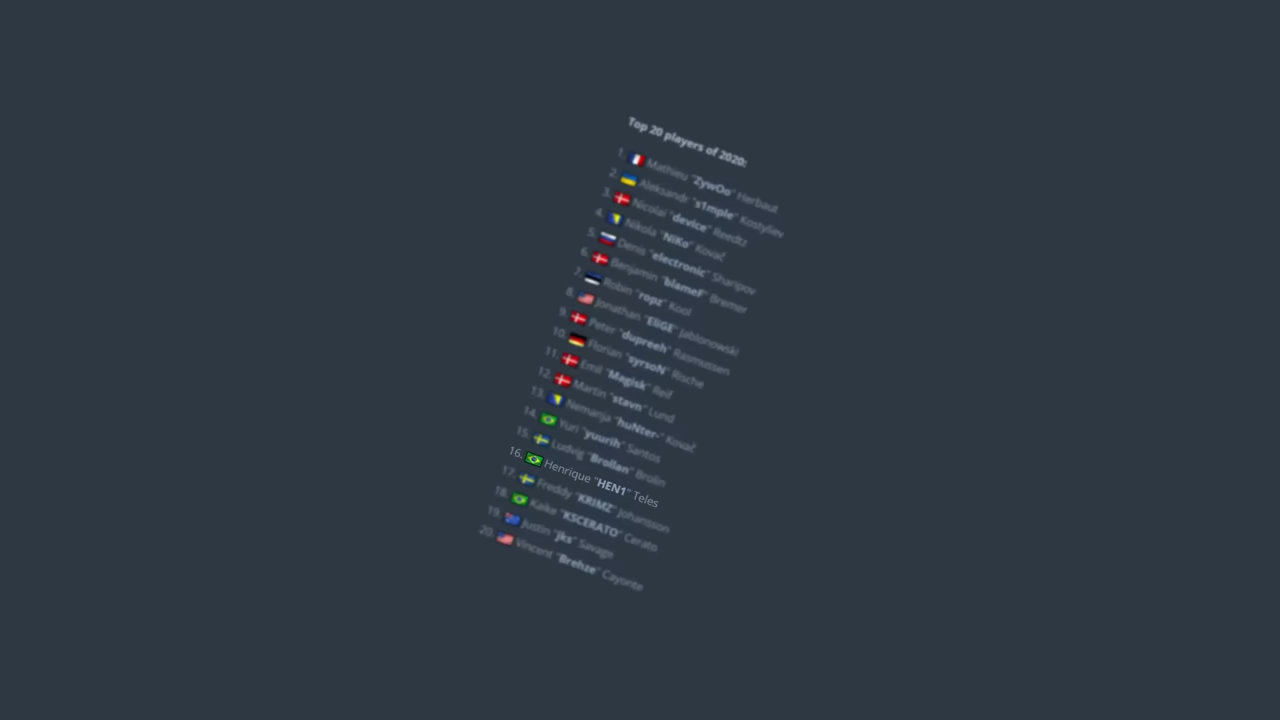 Top 20 players of 2020:
1. Mathieu "ZywOo" Herbaut
2. Aleksandr "s1mple" Kostyliev
3. Nicolai "device" Reedtz
4. Nikola "NiKo" Kovač
5. Denis "electronic" Sharipov
6. Benjamin "blameF" Bremer
7. Robin "ropz" Kool
8. Jonathan "EliGE" Jablonowski
9. Peter "dupreeh" Rasmussen
10. Florian "syrsoN" Rische
11. Emil "Magisk" Reif
12. Martin "stavn" Lund
13. Nemanja "huNter-" Kovač
14. Yuri "yuurih" Santos
15. Ludvig "Brollan" Brolin
16. Henrique "HEN1" Teles
17. Freddy "KRIMZ" Johansson
18. Kaike "KSCERATO" Cerato
19. Justin "jks" Savage
20. Vincent "Brehze" Cayonte